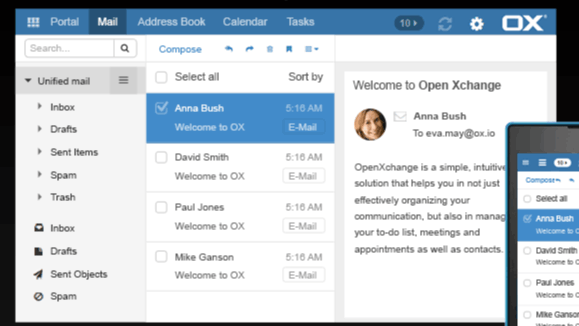 Portal Mail Address Book Calendar Tasks 10 OX
Search... Compose
Unified mail
Inbox
Drafts
Sent Items
Spam
Trash
Inbox
Drafts
Sent Objects
Spam
Select all Sort by
Anna Bush 5:16 AM
Welcome to OX E-Mail
David Smith 5:16 AM
Welcome to OX E-Mail
Paul Jones 5:16 AM
Welcome to OX E-Mail
Mike Ganson 5:16 AM
Welcome to OX E-Mail
Welcome to Open Xchange
Anna Bush
To eva.may@ox.io
OpenXchange is a simple, intuitive
solution that helps you in not just
effectively organizing your
communication, but also in manag
your to-do list, meetings and
appointments as well as contacts.
10
Compose
Select all
Anna Bush
Welcome to O
David Smith
Welcome to O
Paul Jones
Welcome to O
Mike Ganson
Welcome to O